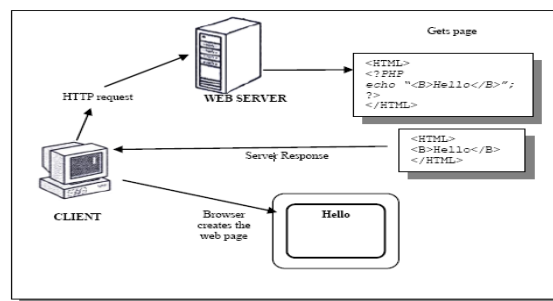 Gets page
<HTML>
<?PHP
echo "<B>Hello</B>";
?>
</HTML>
WEB SERVER
HTTP request
<HTML>
<B>Hello</B>
</HTML>
Server Response
CLIENT
Browser
creates the
web page
Hello